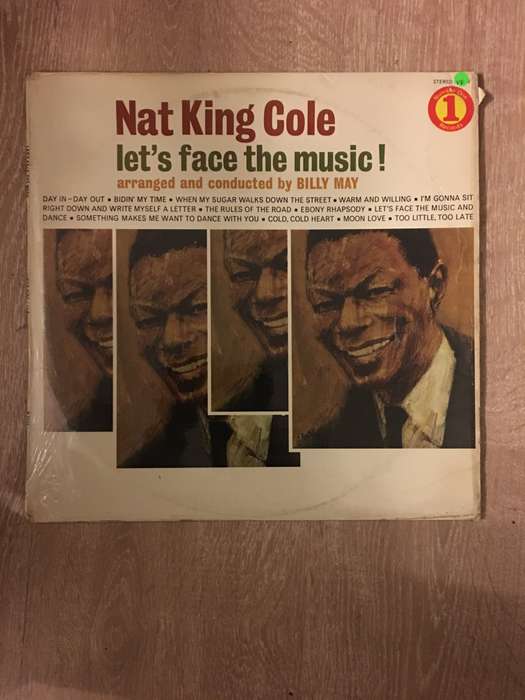 STEREO
Nat King Cole
let's face the music!
arranged and conducted by BILLY MAY
DAY IN-DAY OUT • BIDIN' MY TIME • WHEN MY SUGAR WALKS DOWN THE STREET • WARM AND WILLING • I'M GONNA SIT
RIGHT DOWN AND WRITE MYSELF A LETTER • THE RULES OF THE ROAD • EBONY RHAPSODY • LET'S FACE THE MUSIC AND
DANCE • SOMETHING MAKES ME WANT TO DANCE WITH YOU • COLD, COLD HEART • MOON LOVE • TOO LITTLE, TOO LATE
1